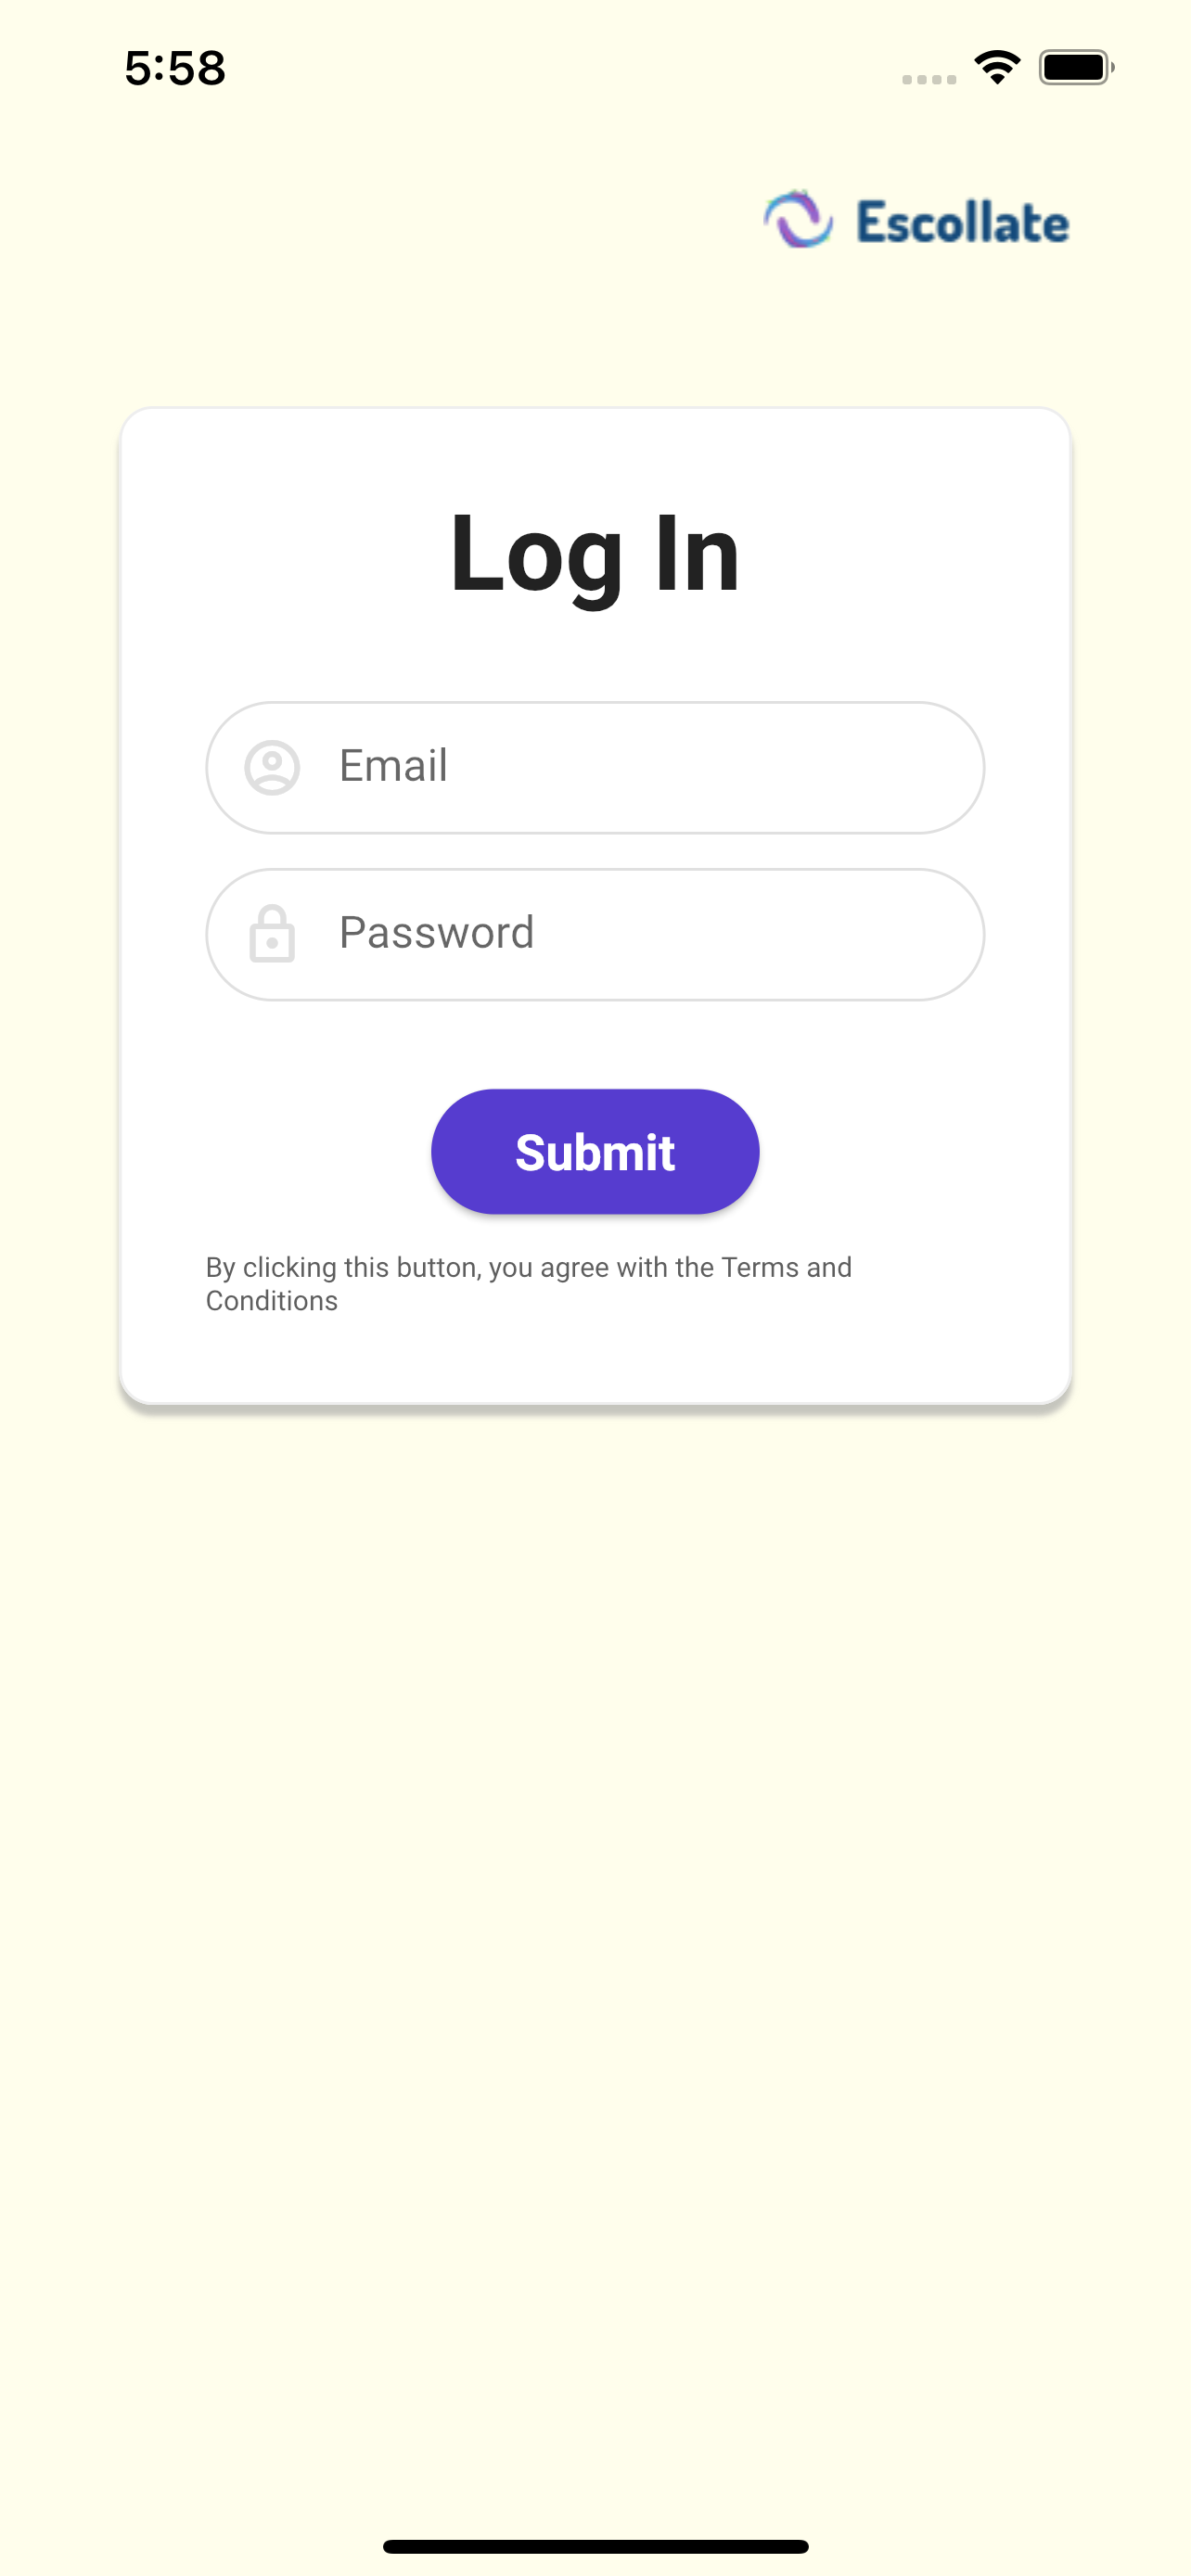 5:58
Escollate
Log In
Email
Password
Submit
By clicking this button, you agree with the Terms and
Conditions